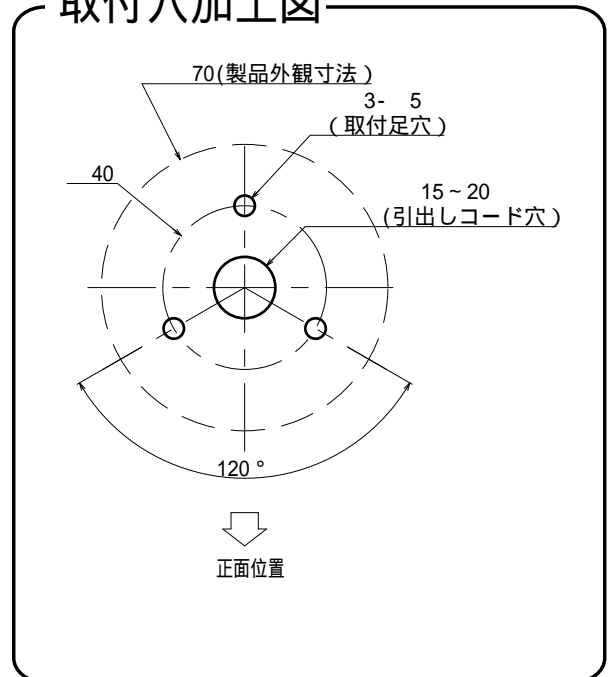 取付穴加工図
70(製品外観寸法)
3- 5
(取付足穴)
40
15~20
(引出しコード穴)
120°
正面位置